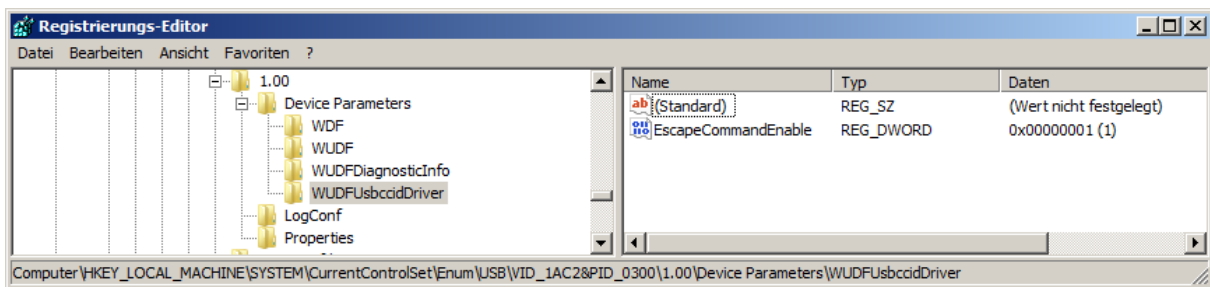 Registrierungs-Editor
Datei Bearbeiten Ansicht Favoriten ?
1.00
Device Parameters
WDF
WUDF
WUDFDiagnosticInfo
WUDFUsbccidDriver
LogConf
Properties
Name Typ Daten
(Standard) REG_SZ (Wert nicht festgelegt)
EscapeCommandEnable REG_DWORD 0x00000001 (1)
Computer\HKEY_LOCAL_MACHINE\SYSTEM\CurrentControlSet\Enum\USB\VID_1AC2&PID_0300\1.00\Device Parameters\WUDFUsbccidDriver